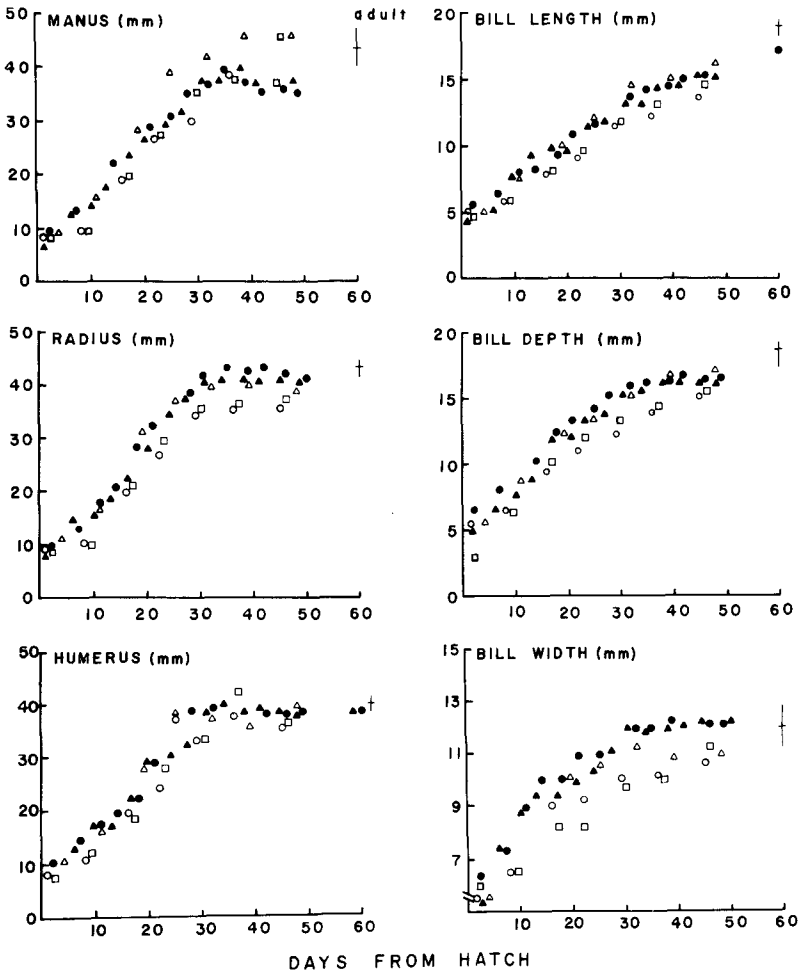 MANUS (mm)
adult
50
40
30
20
10
0
10 20 30 40 50 60
BILL LENGTH (mm)
20
15
10
5
0
10 20 30 40 50 60
RADIUS (mm)
50
40
30
20
10
0
10 20 30 40 50 60
BILL DEPTH (mm)
20
15
10
5
0
10 20 30 40 50 60
HUMERUS (mm)
50
40
30
20
10
0
10 20 30 40 50 60
BILL WIDTH (mm)
15
13
11
9
7
10 20 30 40 50 60
DAYS FROM HATCH